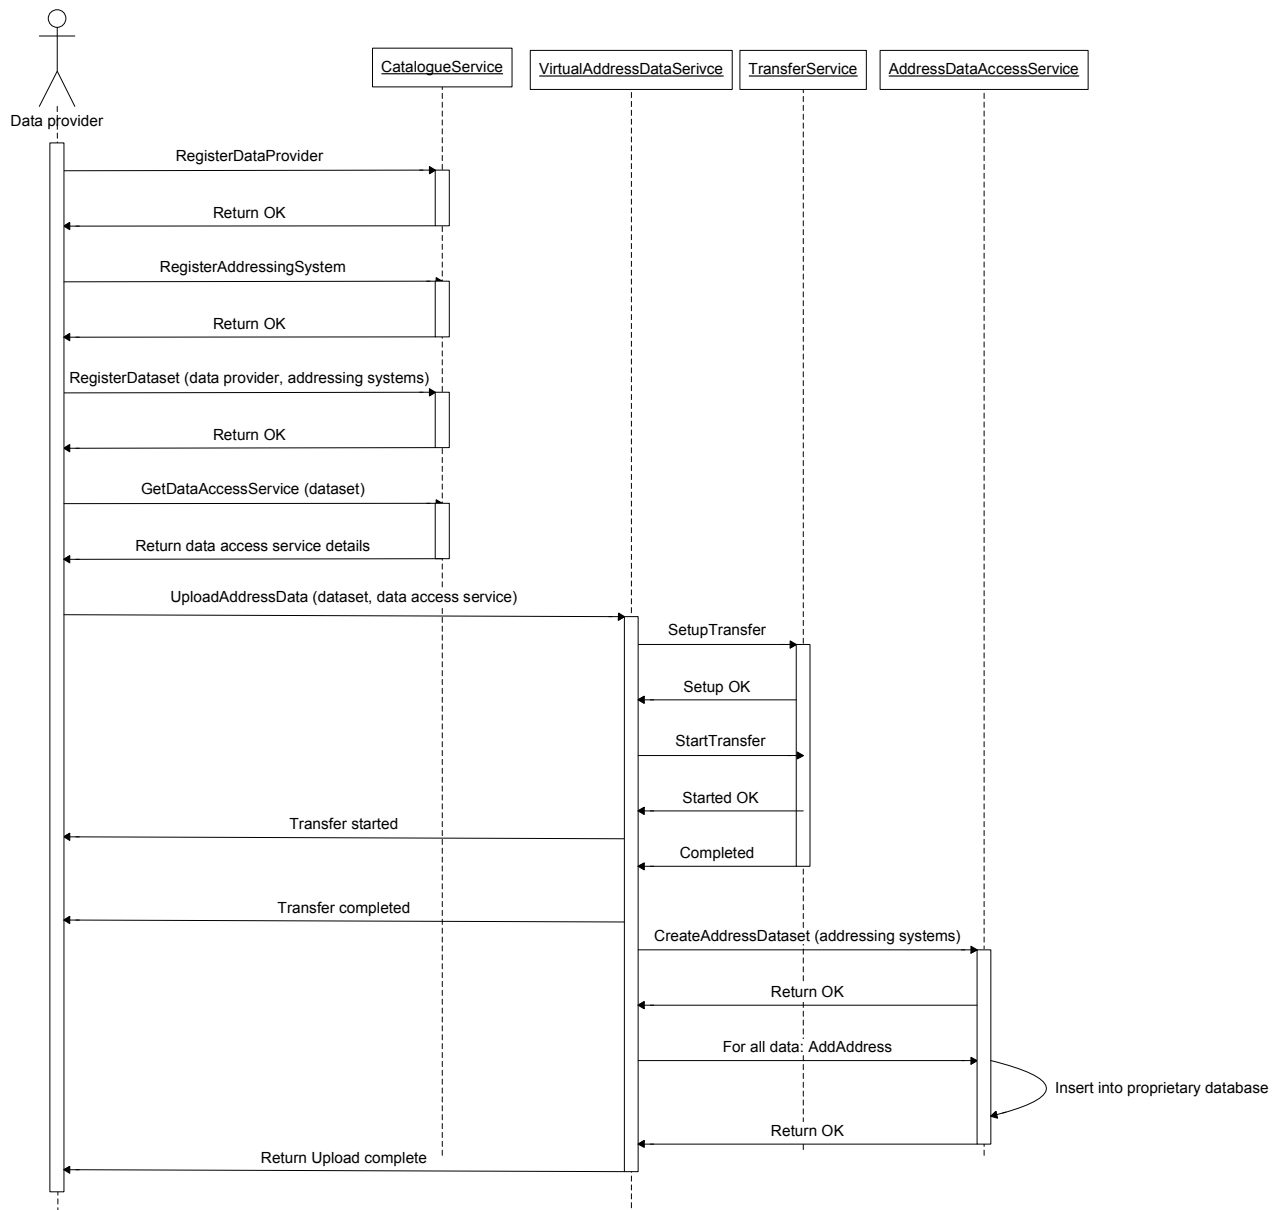 CatalogueService
VirtualAddressDataSerivce
TransferService
AddressDataAccessService
Data provider
RegisterDataProvider
Return OK
RegisterAddressingSystem
Return OK
RegisterDataset (data provider, addressing systems)
Return OK
GetDataAccessService (dataset)
Return data access service details
UploadAddressData (dataset, data access service)
SetupTransfer
Setup OK
StartTransfer
Started OK
Transfer started
Completed
Transfer completed
CreateAddressDataset (addressing systems)
Return OK
For all data: AddAddress
Insert into proprietary database
Return OK
Return Upload complete